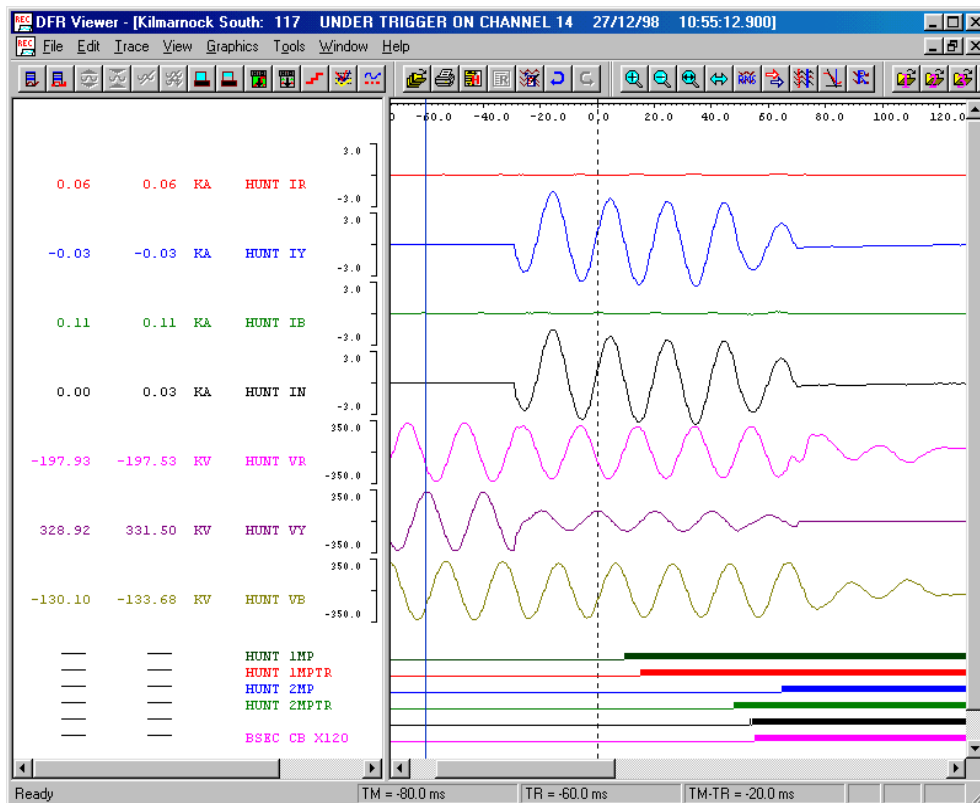 DFR Viewer - [Kilmarnock South: 117 UNDER TRIGGER ON CHANNEL 14 27/12/98 10:55:12.900]
File Edit Trace View Graphics Tools Window Help
-60.0 -40.0 -20.0 0.0 20.0 40.0 60.0 80.0 100.0 120.0
3.0
0.06 0.06 KA HUNT IR
-3.0
3.0
-0.03 -0.03 KA HUNT IY
-3.0
3.0
0.11 0.11 KA HUNT IB
-3.0
3.0
0.00 0.03 KA HUNT IN
-3.0
350.0
-197.93 -197.53 KV HUNT VR
-350.0
350.0
328.92 331.50 KV HUNT VY
-350.0
350.0
-130.10 -133.68 KV HUNT VB
-350.0
HUNT 1MP
HUNT 1MPTR
HUNT 2MP
HUNT 2MPTR
BSEC CB X120
Ready TM = -80.0 ms TR = -60.0 ms TM-TR = -20.0 ms